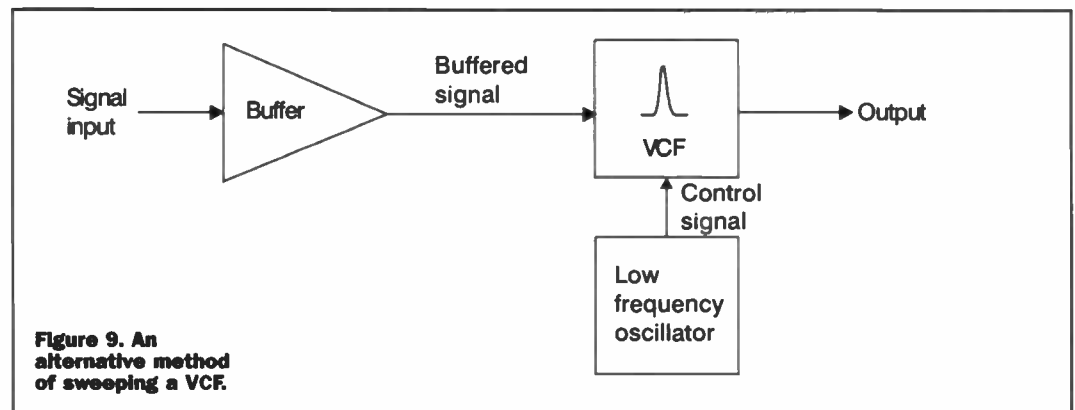 Signal
input
Buffer
Buffered
signal
VCF
Output
Control
signal
Low
frequency
oscillator
Figure 9. An
alternative method
of sweeping a VCF.